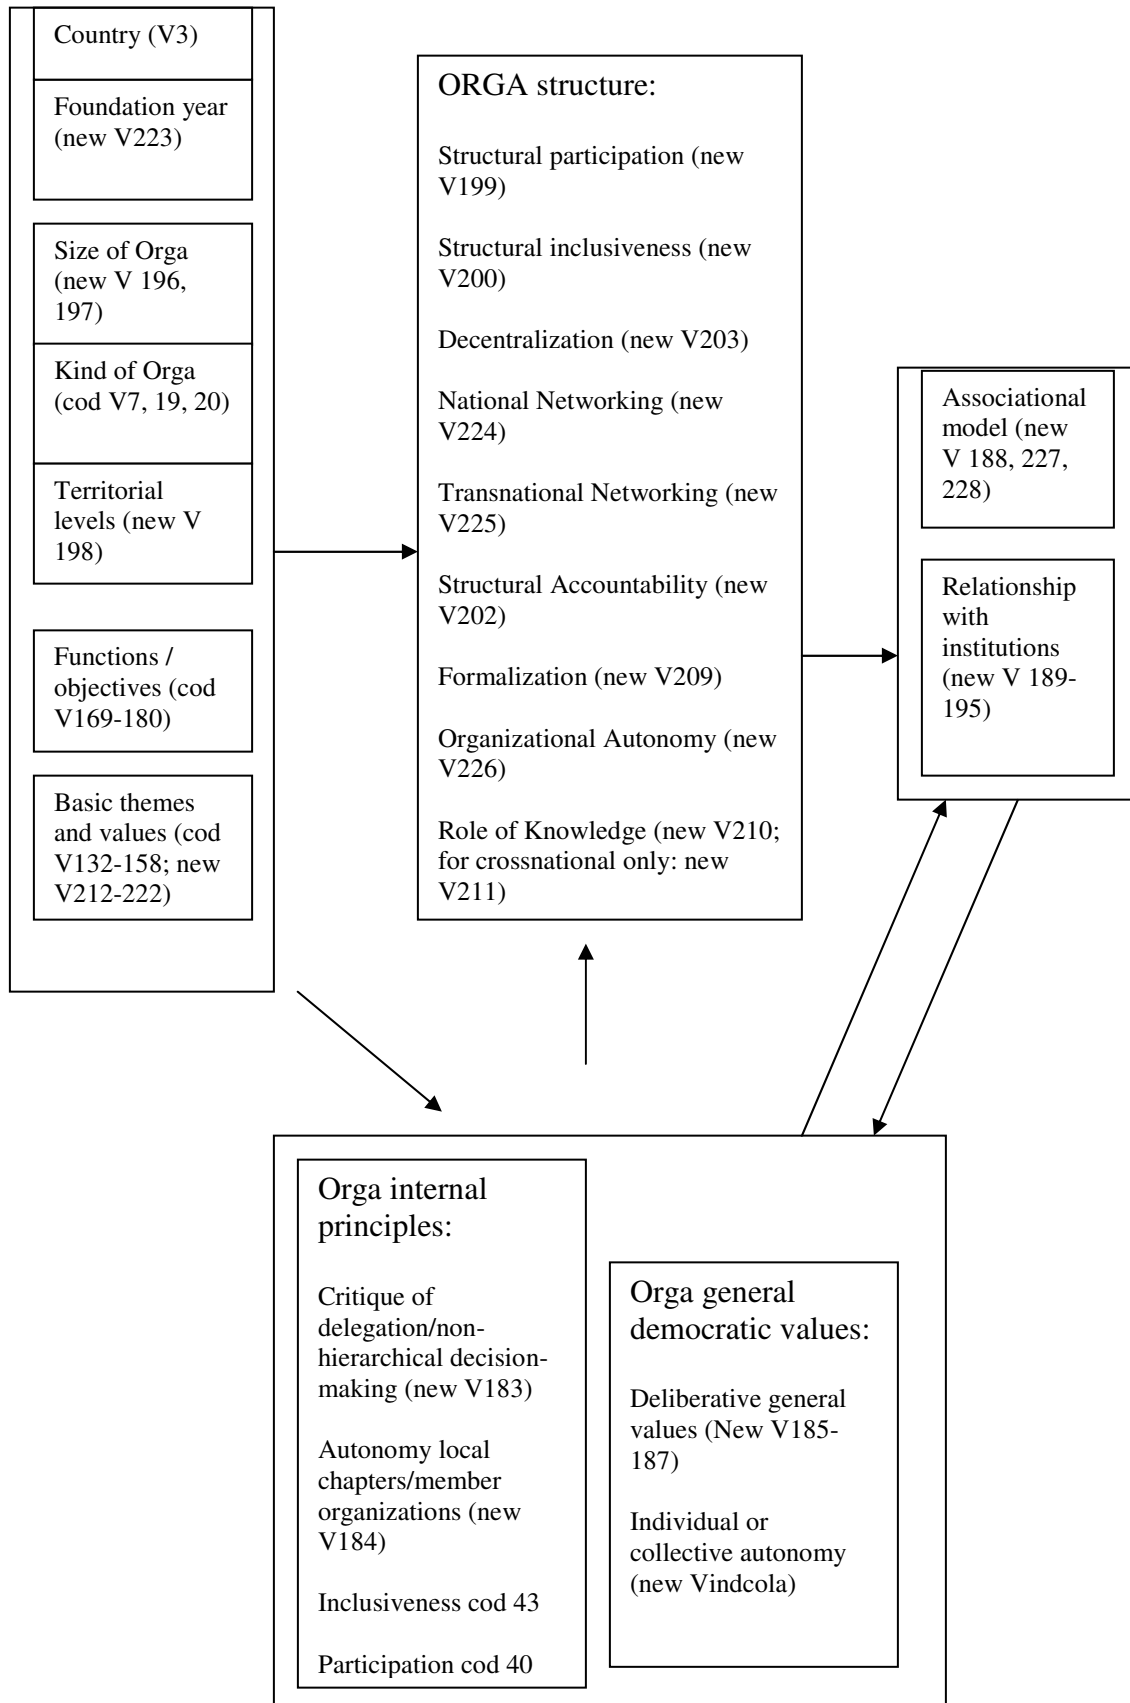 Country (V3)
Foundation year
(new V223)
Size of Orga
(new V 196,
197)
Kind of Orga
(cod V7, 19, 20)
Territorial
levels (new V
198)
Functions /
objectives (cod
V169-180)
Basic themes
and values (cod
V132-158; new
V212-222)
ORGA structure:
Structural participation (new
V199)
Structural inclusiveness (new
V200)
Decentralization (new V203)
National Networking (new
V224)
Transnational Networking (new
V225)
Structural Accountability (new
V202)
Formalization (new V209)
Organizational Autonomy (new
V226)
Role of Knowledge (new V210;
for crossnational only: new
V211)
Associational
model (new
V 188, 227,
228)
Relationship
with
institutions
(new V 189-
195)
Orga internal
principles:
Critique of
delegation/non-
hierarchical decision-
making (new V183)
Autonomy local
chapters/member
organizations (new
V184)
Inclusiveness cod 43
Participation cod 40
Orga general
democratic values:
Deliberative general
values (New V185-
187)
Individual or
collective autonomy
(new Vindcola)